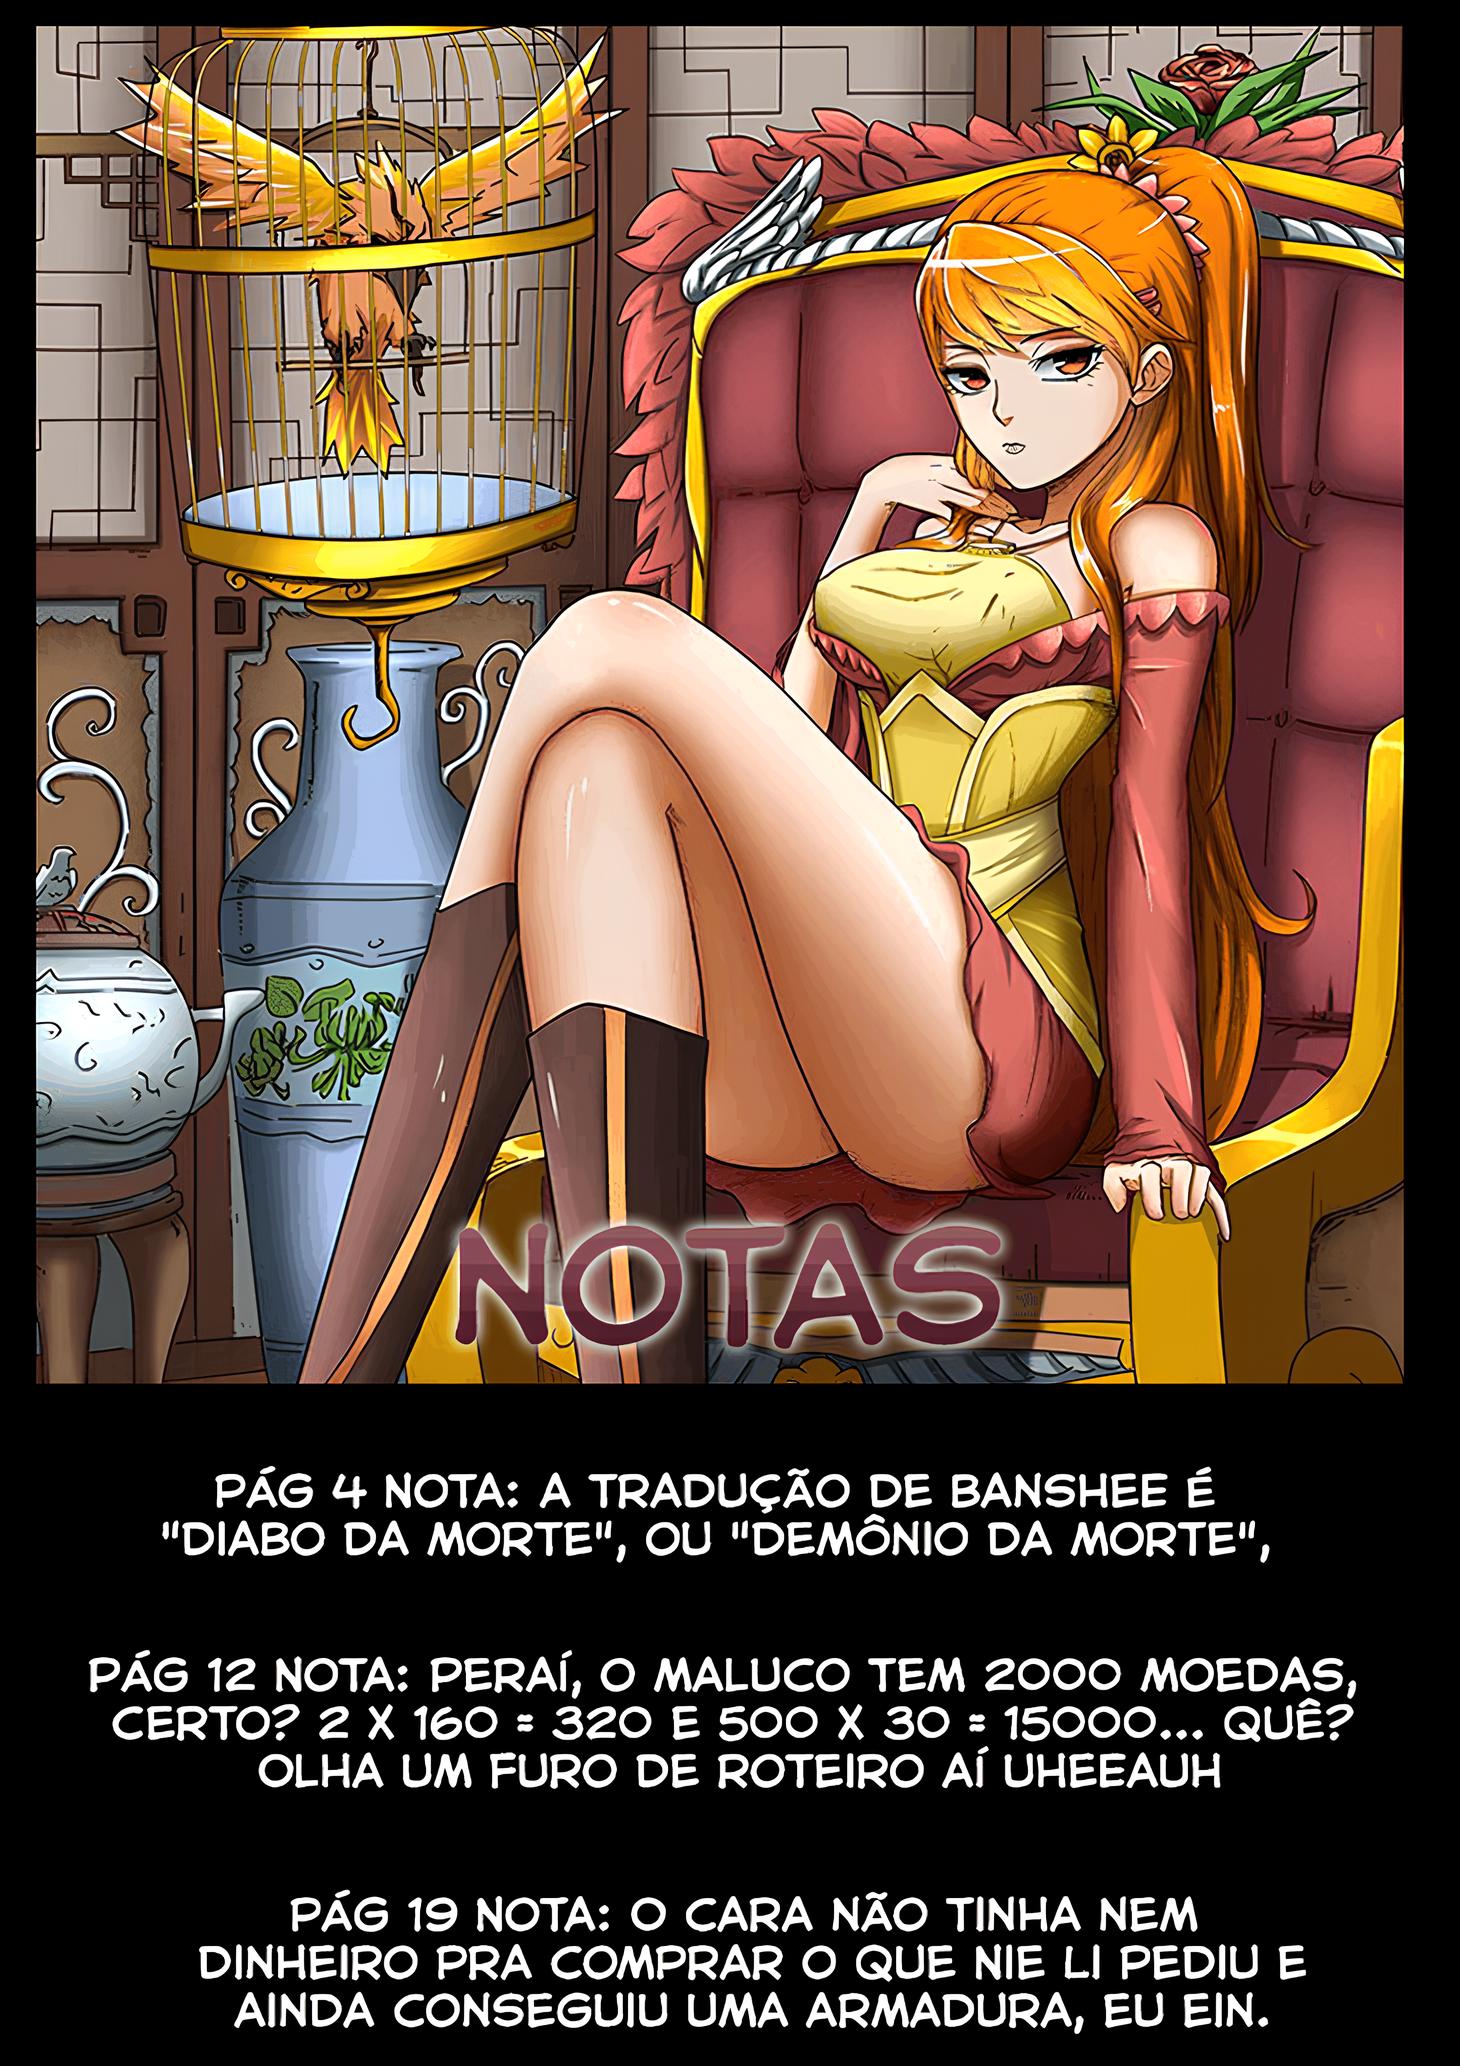 NOTAS
PÁG 4 NOTA: A TRADUÇÃO DE BANSHEE É
"DIABO DA MORTE", OU "DEMÔNIO DA MORTE",
PÁG 12 NOTA: PERAÍ, O MALUCO TEM 2000 MOEDAS,
CERTO? 2 X 160 = 320 E 500 X 30 = 15000... QUÊ?
OLHA UM FURO DE ROTEIRO AÍ UHEEAUH
PÁG 19 NOTA: O CARA NÃO TINHA NEM
DINHEIRO PRA COMPRAR O QUE NIE LI PEDIU E
AINDA CONSEGUIU UMA ARMADURA, EU EIN.